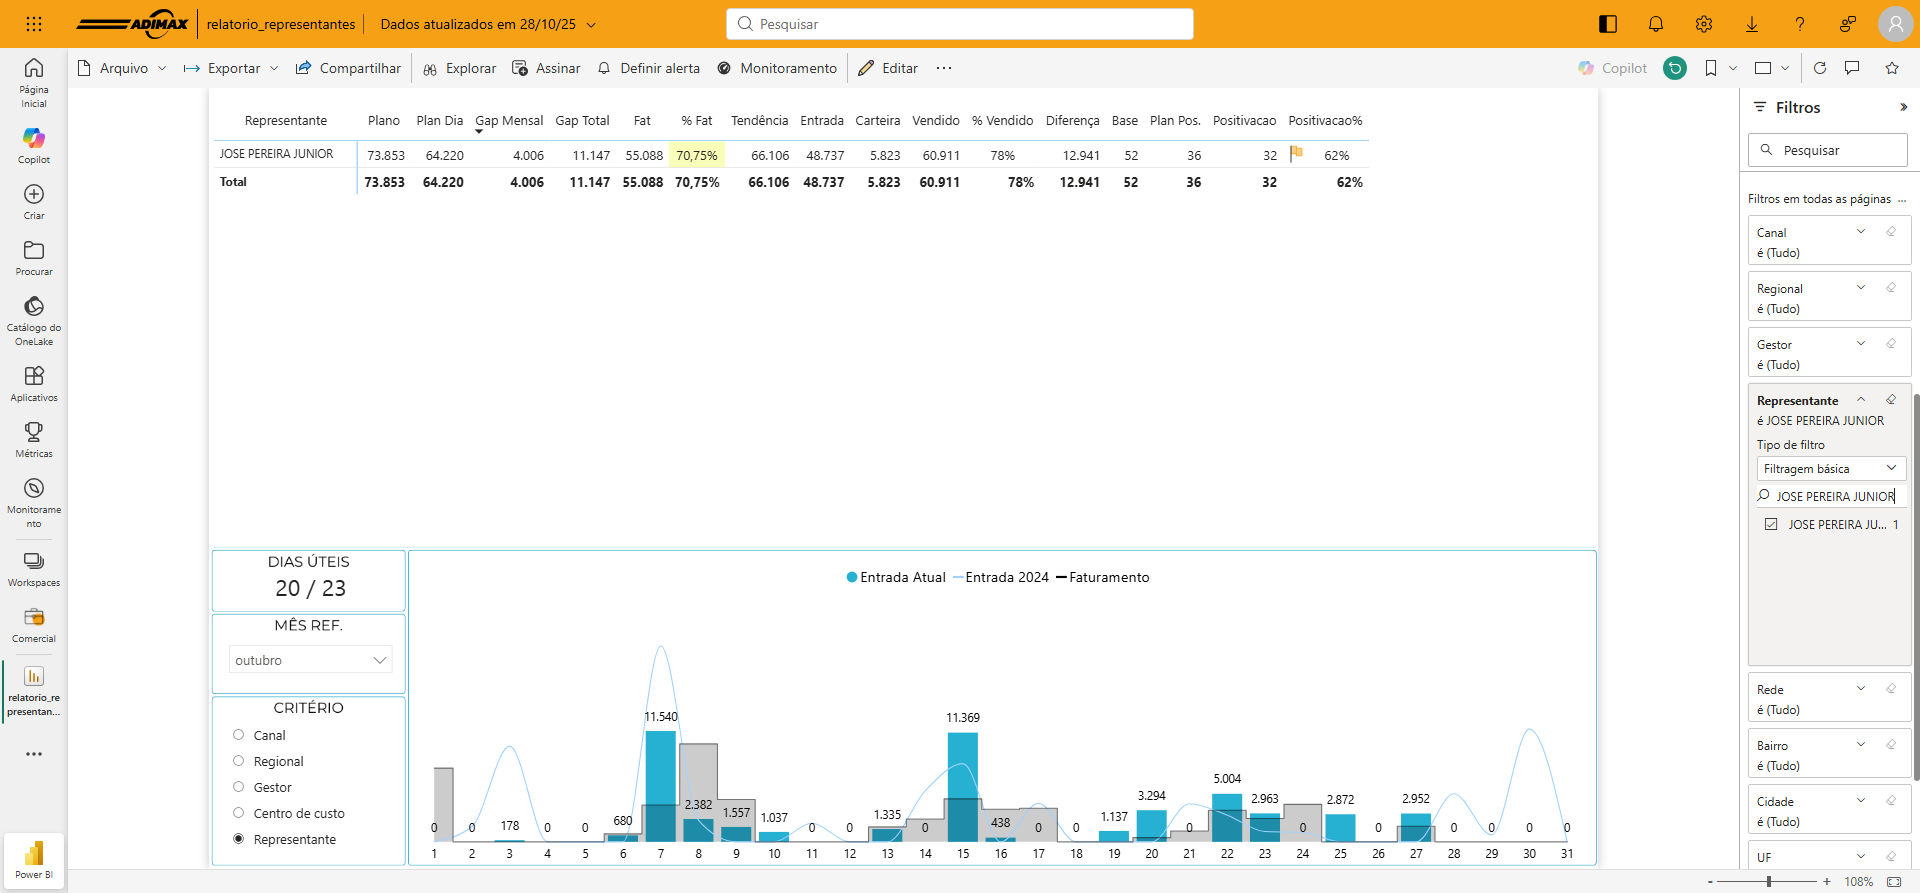 ADIMAX
relatorio_representantes
Dados atualizados em 28/10/25
Pesquisar
Arquivo
Exportar
Compartilhar
Explorar
Assinar
Definir alerta
Monitoramento
Editar
Copilot
Página
Inicial
Copilot
Criar
Procurar
Catálogo do
OneLake
Aplicativos
Métricas
Monitorame
nto
Workspaces
Comercial
relatorio_re
presentan...
Power BI
Representante Plano Plan Dia Gap Mensal Gap Total Fat % Fat Tendência Entrada Carteira Vendido % Vendido Diferença Base Plan Pos. Positivacao Positivacao%
JOSE PEREIRA JUNIOR 73.853 64.220 4.006 11.147 55.088 70,75% 66.106 48.737 5.823 60.911 78% 12.941 52 36 32 62%
Total 73.853 64.220 4.006 11.147 55.088 70,75% 66.106 48.737 5.823 60.911 78% 12.941 52 36 32 62%
DIAS ÚTEIS
20 / 23
MÊS REF.
outubro
CRITÉRIO
Canal
Regional
Gestor
Centro de custo
Representante
Entrada Atual Entrada 2024 Faturamento
0 0 178 0 0 680 11.540 2.382 1.557 1.037 0 0 1.335 0 11.369 438 0 0 1.137 3.294 0 5.004 2.963 0 2.872 0 2.952 0 0 0 0
1 2 3 4 5 6 7 8 9 10 11 12 13 14 15 16 17 18 19 20 21 22 23 24 25 26 27 28 29 30 31
Filtros
Pesquisar
Filtros em todas as páginas ...
Canal
é (Tudo)
Regional
é (Tudo)
Gestor
é (Tudo)
Representante
é JOSE PEREIRA JUNIOR
Tipo de filtro
Filtragem básica
JOSE PEREIRA JUNIOR
JOSE PEREIRA JU... 1
Rede
é (Tudo)
Bairro
é (Tudo)
Cidade
é (Tudo)
UF
- + 108%